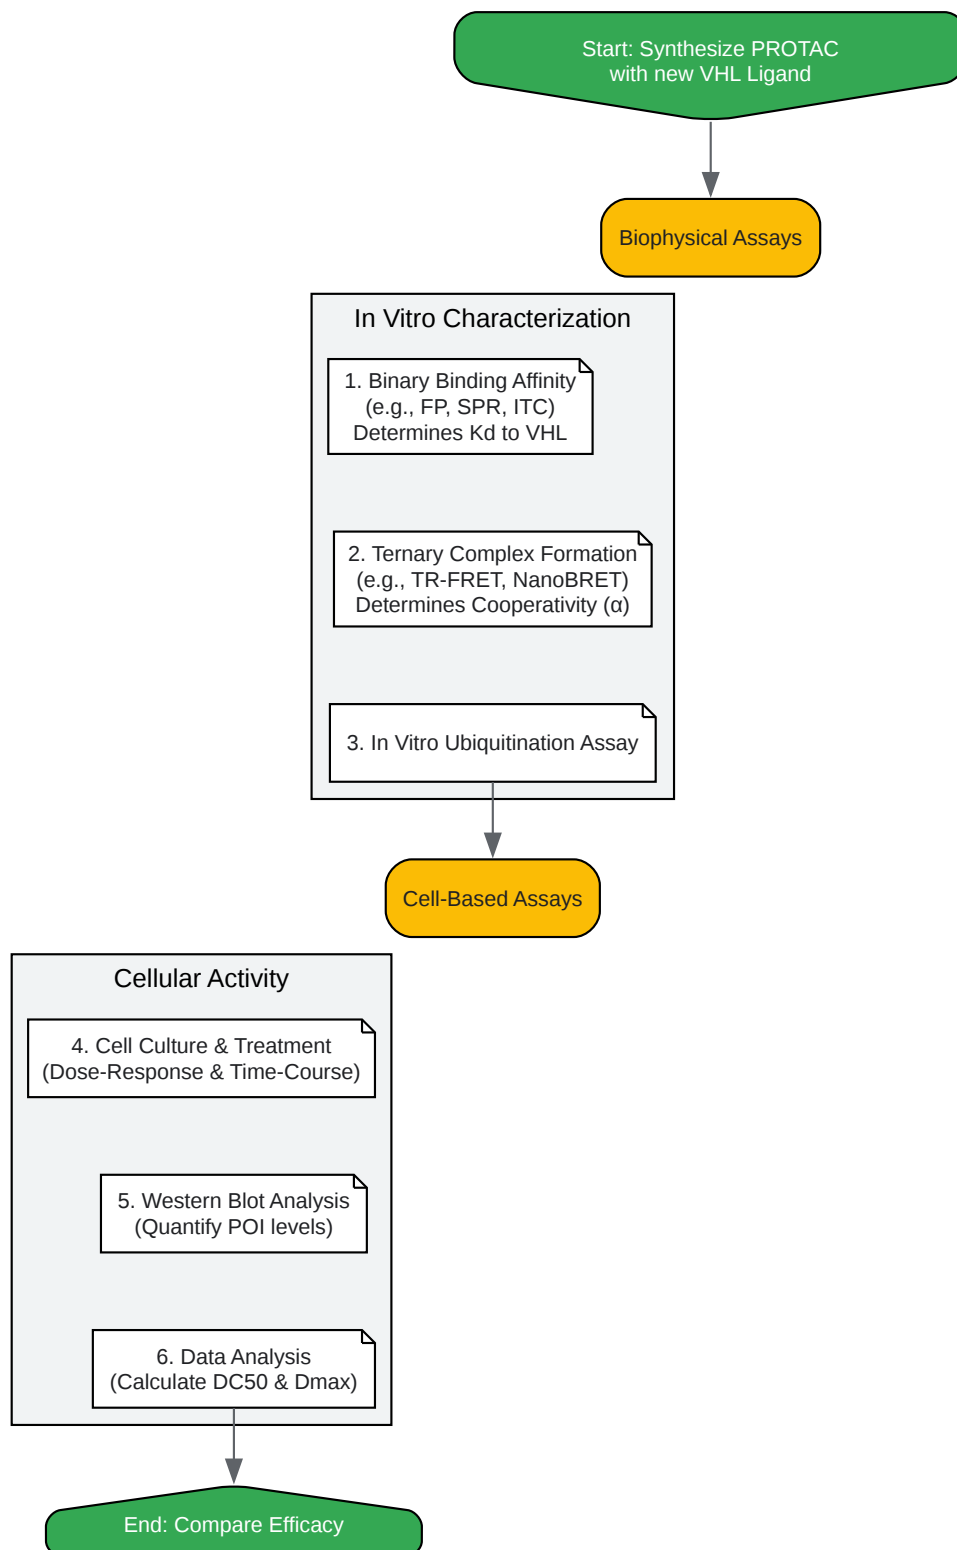 Start: Synthesize PROTAC
with new VHL Ligand
Biophysical Assays
In Vitro Characterization
1. Binary Binding Affinity
(e.g., FP, SPR, ITC)
Determines Kd to VHL
2. Ternary Complex Formation
(e.g., TR-FRET, NanoBRET)
Determines Cooperativity (α)
3. In Vitro Ubiquitination Assay
Cell-Based Assays
Cellular Activity
4. Cell Culture & Treatment
(Dose-Response & Time-Course)
5. Western Blot Analysis
(Quantify POI levels)
6. Data Analysis
(Calculate DC50 & Dmax)
End: Compare Efficacy